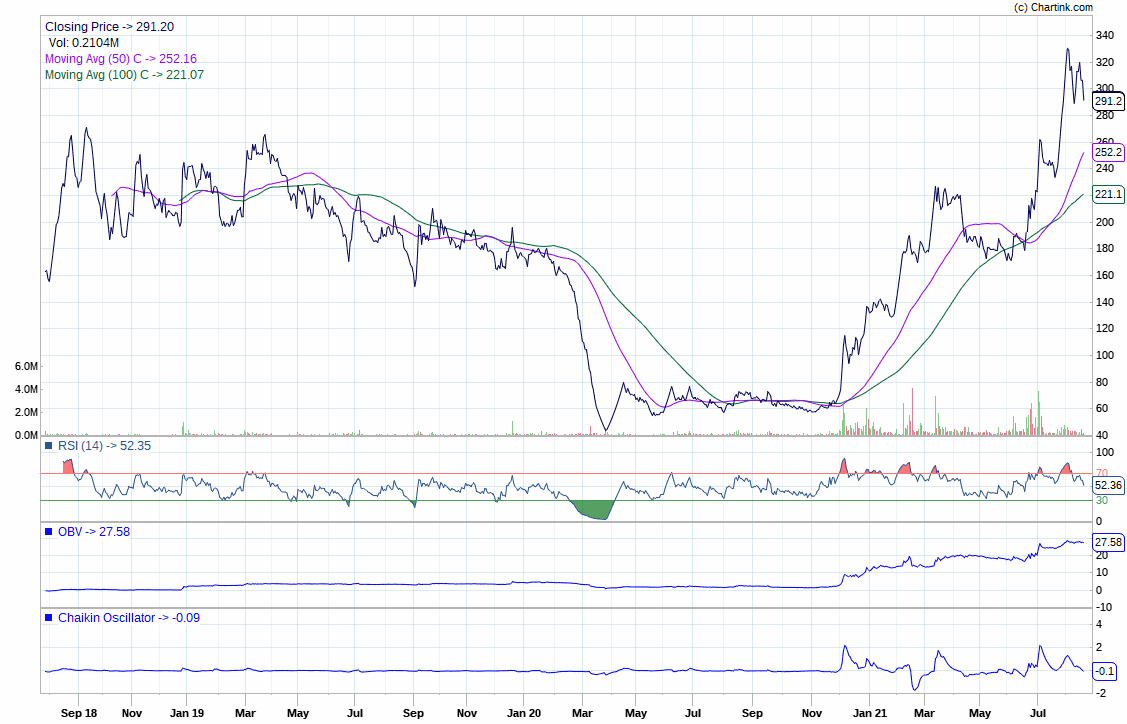 (c) Chartink.com
Closing Price -> 291.20
Vol: 0.2104M
Moving Avg (50) C -> 252.16
Moving Avg (100) C -> 221.07
340
320
300
291.2
280
260
252.2
240
221.1
200
180
160
140
120
100
80
60
40
6.0M
4.0M
2.0M
0.0M
RSI (14) -> 52.35
100
70
52.36
30
0
OBV -> 27.58
27.58
20
10
0
-10
Chaikin Oscillator -> -0.09
4
2
-0.1
-2
Sep 18 Nov Jan 19 Mar May Jul Sep Nov Jan 20 Mar May Jul Sep Nov Jan 21 Mar May Jul